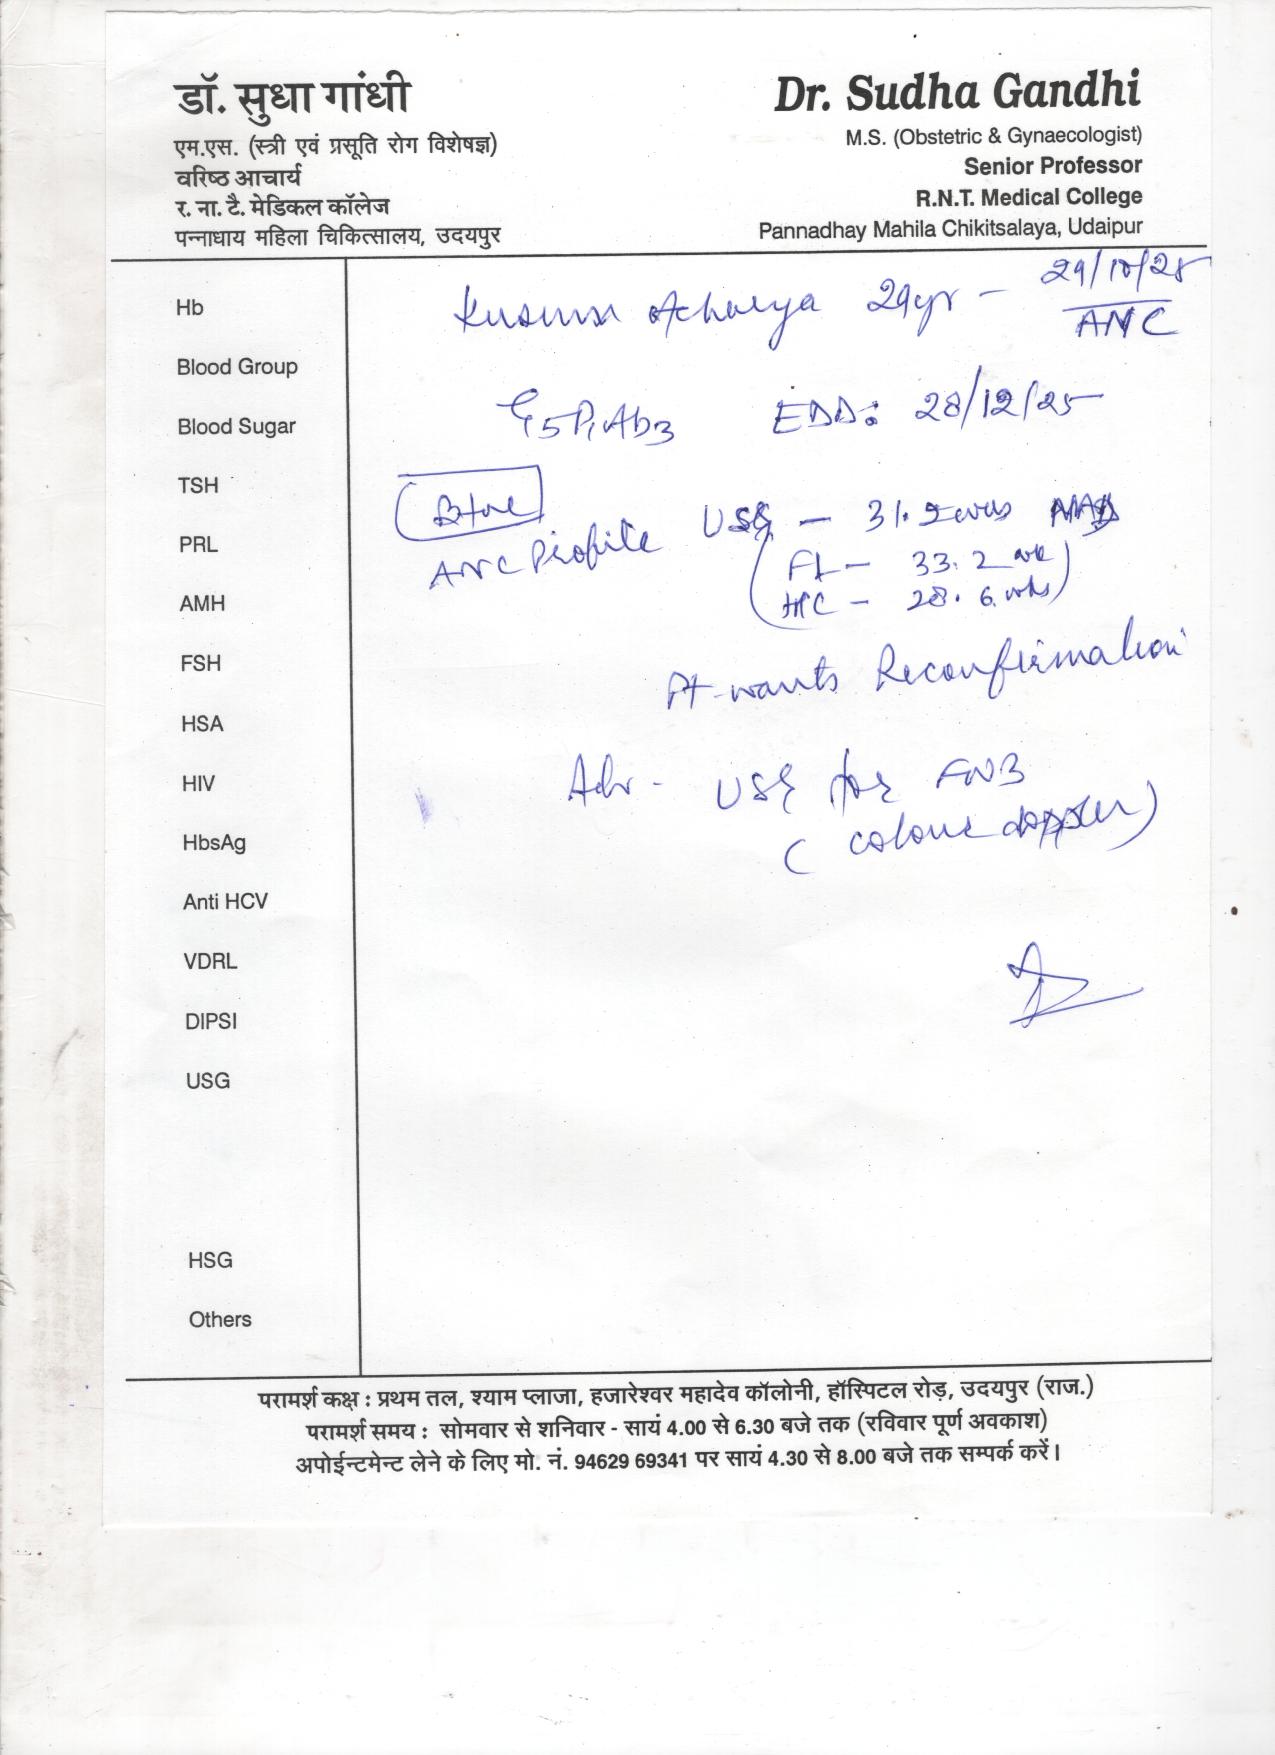 डॉ. सुधा गांधी
एम.एस. (स्त्री एवं प्रसूति रोग विशेषज्ञ)
वरिष्ठ आचार्य
र. ना. टै. मेडिकल कॉलेज
पन्नाधाय महिला चिकित्सालय, उदयपुर
Dr. Sudha Gandhi
M.S. (Obstetric & Gynaecologist)
Senior Professor
R.N.T. Medical College
Pannadhay Mahila Chikitsalaya, Udaipur
Hb
Blood Group
Blood Sugar
TSH
PRL
AMH
FSH
HSA
HIV
HbsAg
Anti HCV
VDRL
DIPSI
USG
HSG
Others
29/10/25
Kusum Acharya 29yr -
ANC
G5P1Ab3 EDD: 28/12/25
B+ve
ANC Profile USG - 31.2 wks
FL - 33.2 wk
HC - 28.6 wks
Pt wants Reconfirmation
Adv - USG for FWB
(colour doppler)
परामर्श कक्ष : प्रथम तल, श्याम प्लाजा, हजारेश्वर महादेव कॉलोनी, हॉस्पिटल रोड़, उदयपुर (राज.)
परामर्श समय : सोमवार से शनिवार - सायं 4.00 से 6.30 बजे तक (रविवार पूर्ण अवकाश)
अपोईन्टमेन्ट लेने के लिए मो. नं. 94629 69341 पर सायं 4.30 से 8.00 बजे तक सम्पर्क करें।